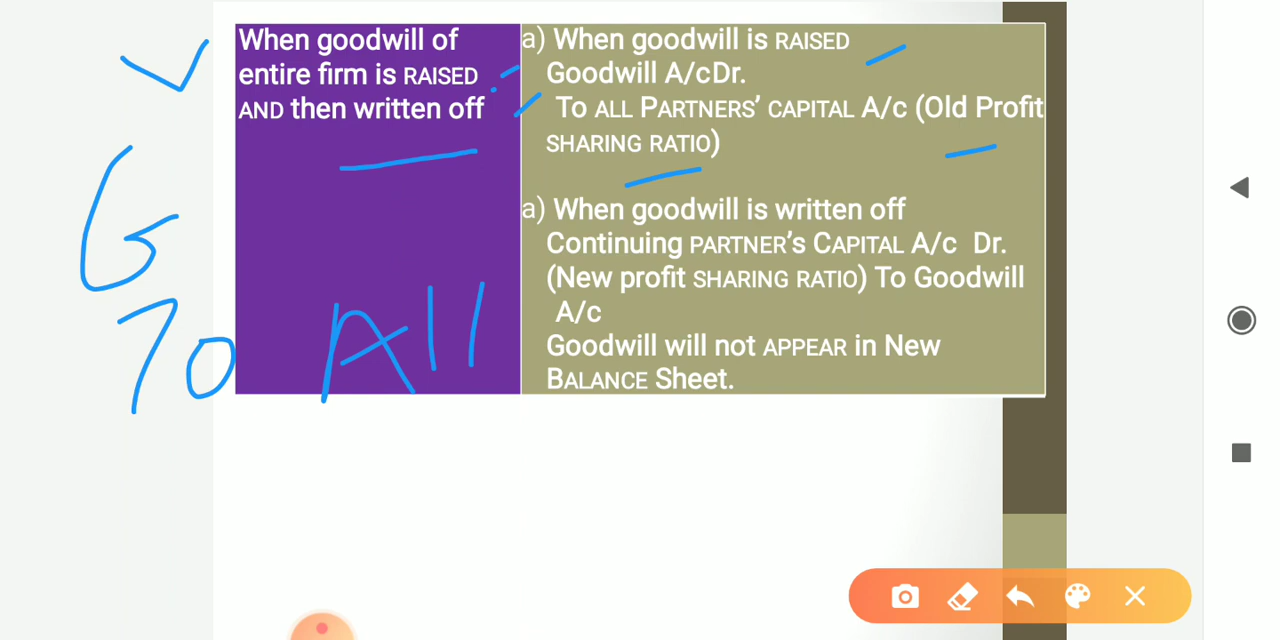 When goodwill of
entire firm is RAISED
AND then written off
a) When goodwill is RAISED
Goodwill A/cDr.
To ALL PARTNERS' CAPITAL A/c (Old Profit
SHARING RATIO)
a) When goodwill is written off
Continuing PARTNER's CAPITAL A/c Dr.
(New profit SHARING RATIO) To Goodwill
A/c
Goodwill will not APPEAR in New
BALANCE Sheet.
G
To All